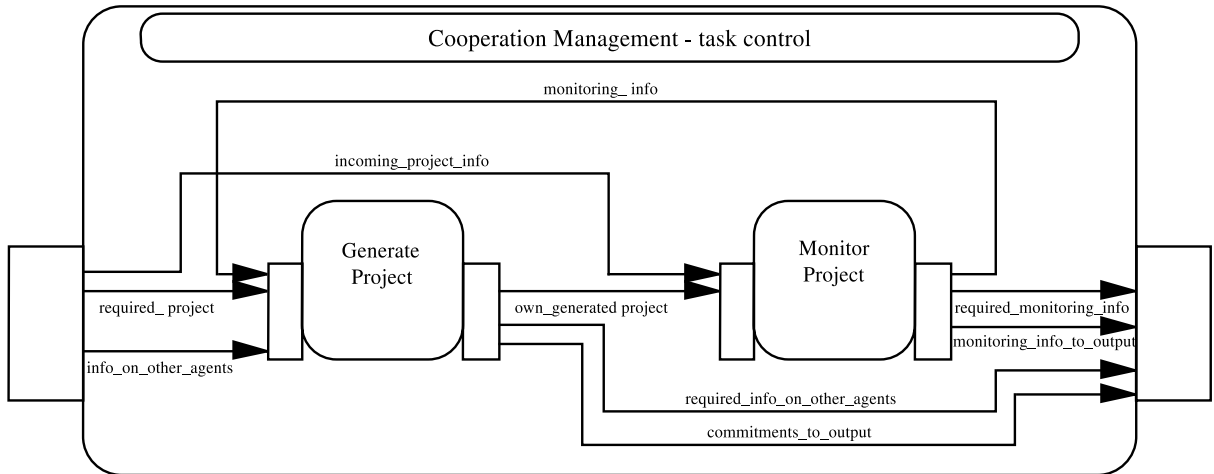 Cooperation Management - task control
monitoring_ info
incoming_project_info
Generate
Project
Monitor
Project
required_ project
own_generated project
required_monitoring_info
monitoring_info_to_output
info_on_other_agents
required_info_on_other_agents
commitments_to_output